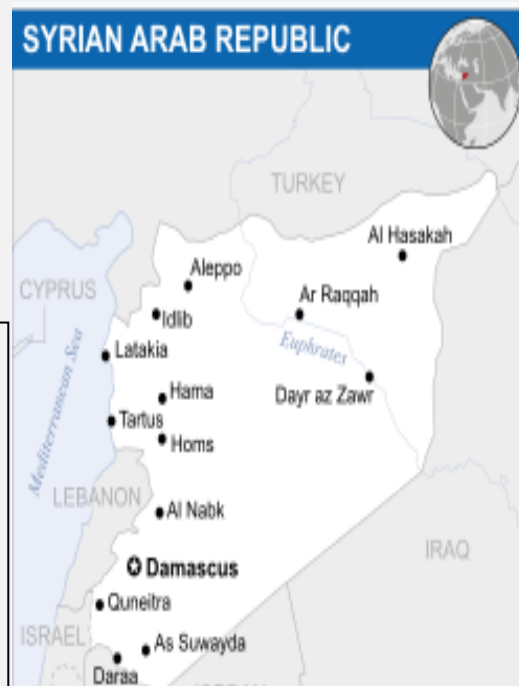 SYRIAN ARAB REPUBLIC
TURKEY
Al Hasakah
Aleppo
CYPRUS
Ar Raqqah
Idlib
Euphrates
Latakia
Mediterranean Sea
Hama
Dayr az Zawr
Tartus
Homs
LEBANON
Al Nabk
IRAQ
Damascus
Quneitra
ISRAEL
As Suwayda
Daraa